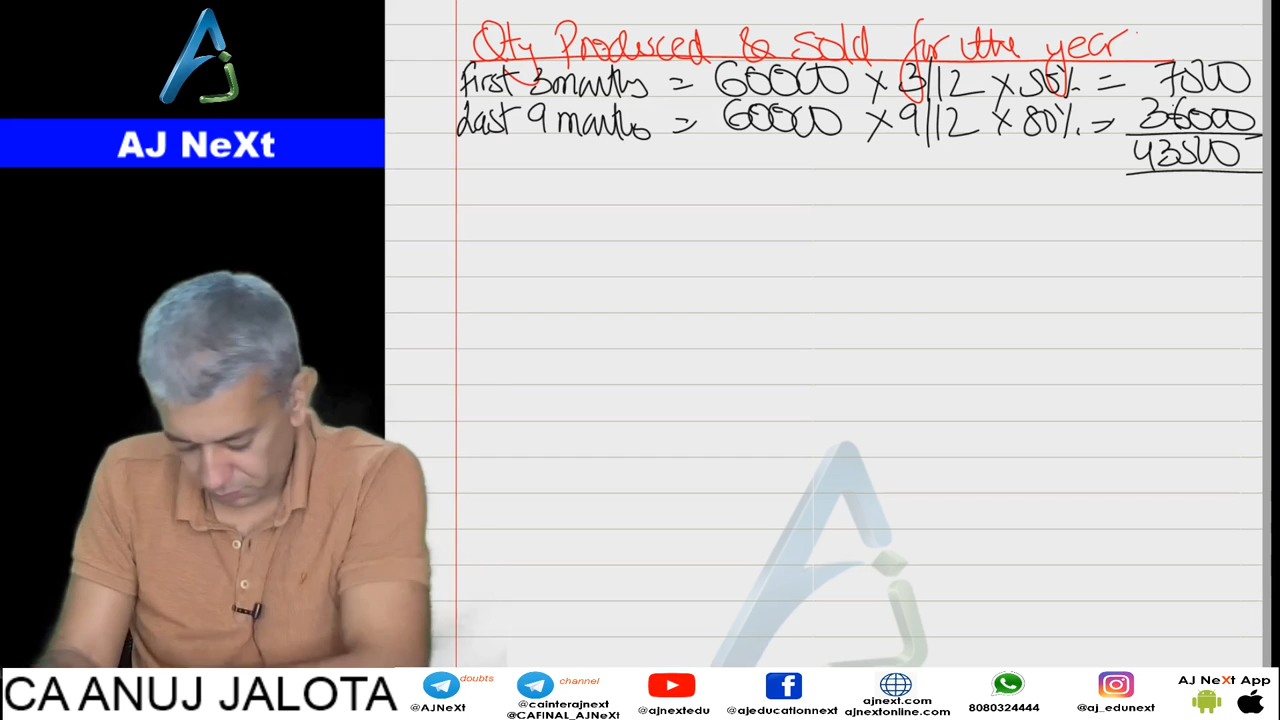 AJ NeXt
Qty Produced & sold for the year
First 3 months = 60000 x 3/12 x 50% = 7500
Last 9 months = 60000 x 9/12 x 80% = 36000
43500
CA ANUJ JALOTA
doubts
@AJNeXt
channel
@cainterajnext
@CAFINAL_AJNeXt
@ajnextedu
@ajeducationnext
ajnext.com
ajnextonline.com
8080324444
@aj_edunext
AJ NeXt App